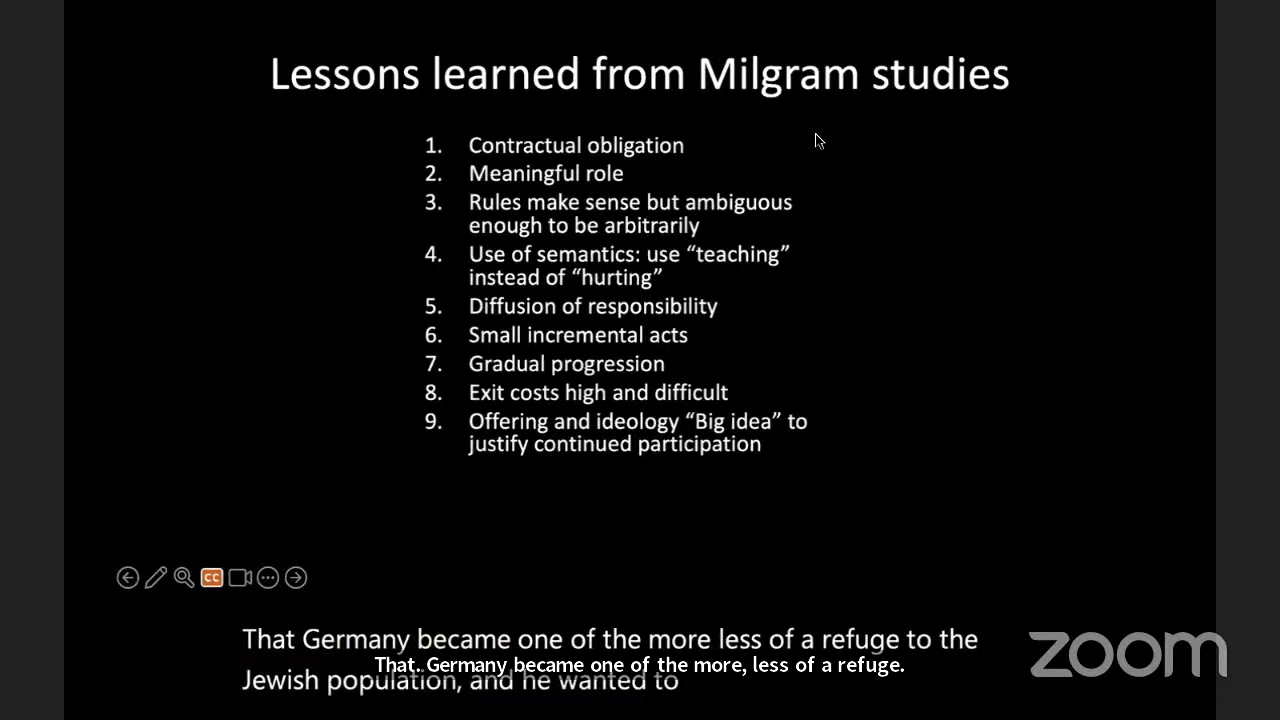 Lessons learned from Milgram studies
1. Contractual obligation
2. Meaningful role
3. Rules make sense but ambiguous
enough to be arbitrarily
4. Use of semantics: use “teaching”
instead of “hurting”
5. Diffusion of responsibility
6. Small incremental acts
7. Gradual progression
8. Exit costs high and difficult
9. Offering and ideology “Big idea” to
justify continued participation
CC
That Germany became one of the more less of a refuge to the
That. Germany became one of the more, less of a refuge.
Jewish population, and he wanted to
zoom